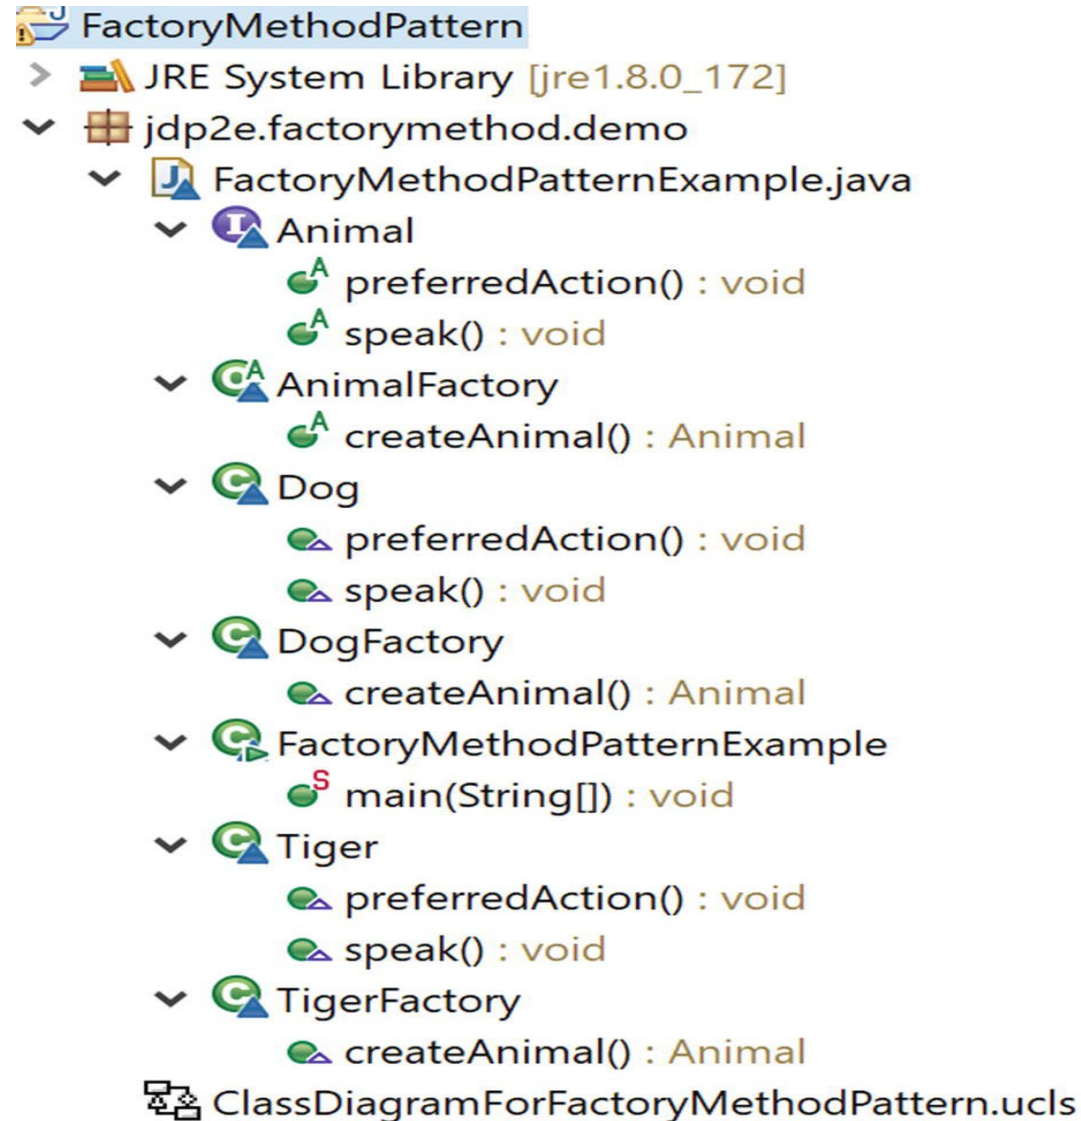 FactoryMethodPattern
JRE System Library [jre1.8.0_172]
jdp2e.factorymethod.demo
FactoryMethodPatternExample.java
Animal
preferredAction() : void
speak() : void
AnimalFactory
createAnimal() : Animal
Dog
preferredAction() : void
speak() : void
DogFactory
createAnimal() : Animal
FactoryMethodPatternExample
main(String[]) : void
Tiger
preferredAction() : void
speak() : void
TigerFactory
createAnimal() : Animal
ClassDiagramForFactoryMethodPattern.ucls